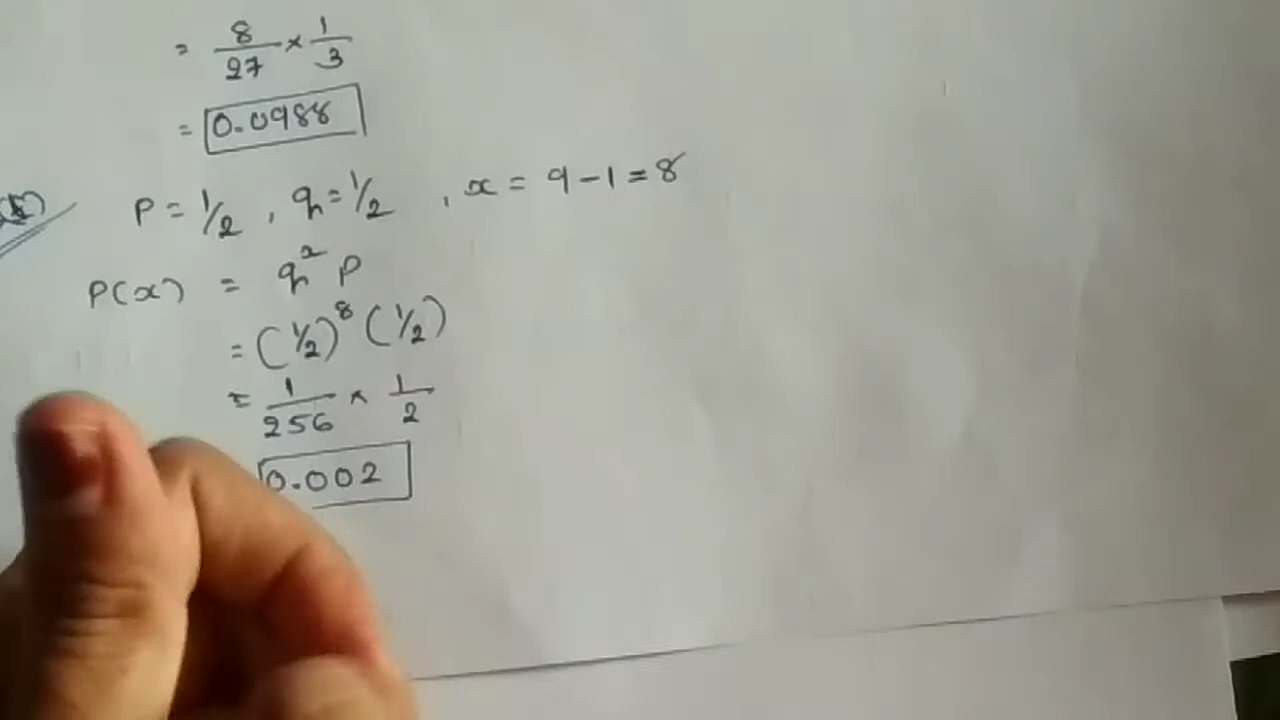 = 8/27 × 1/3
= 0.0988
P = 1/2 , q = 1/2 , x = 9 - 1 = 8
P(x) = q^x P
= (1/2)^8 (1/2)
= 1/256 × 1/2
0.002